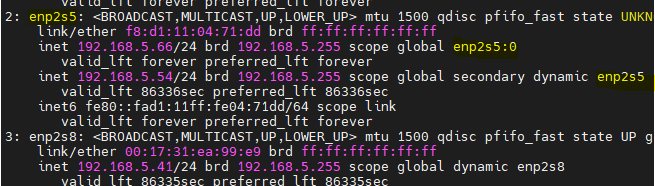 valid_lft forever preferred_lft forever
2: enp2s5: <BROADCAST,MULTICAST,UP,LOWER_UP> mtu 1500 qdisc pfifo_fast state UNKN
link/ether f8:d1:11:04:71:dd brd ff:ff:ff:ff:ff:ff
inet 192.168.5.66/24 brd 192.168.5.255 scope global enp2s5:0
valid_lft forever preferred_lft forever
inet 192.168.5.54/24 brd 192.168.5.255 scope global secondary dynamic enp2s5
valid_lft 86336sec preferred_lft 86336sec
inet6 fe80::fad1:11ff:fe04:71dd/64 scope link
valid_lft forever preferred_lft forever
3: enp2s8: <BROADCAST,MULTICAST,UP,LOWER_UP> mtu 1500 qdisc pfifo_fast state UP g
link/ether 00:17:31:ea:99:e9 brd ff:ff:ff:ff:ff:ff
inet 192.168.5.41/24 brd 192.168.5.255 scope global dynamic enp2s8
valid_lft 86335sec preferred_lft 86335sec